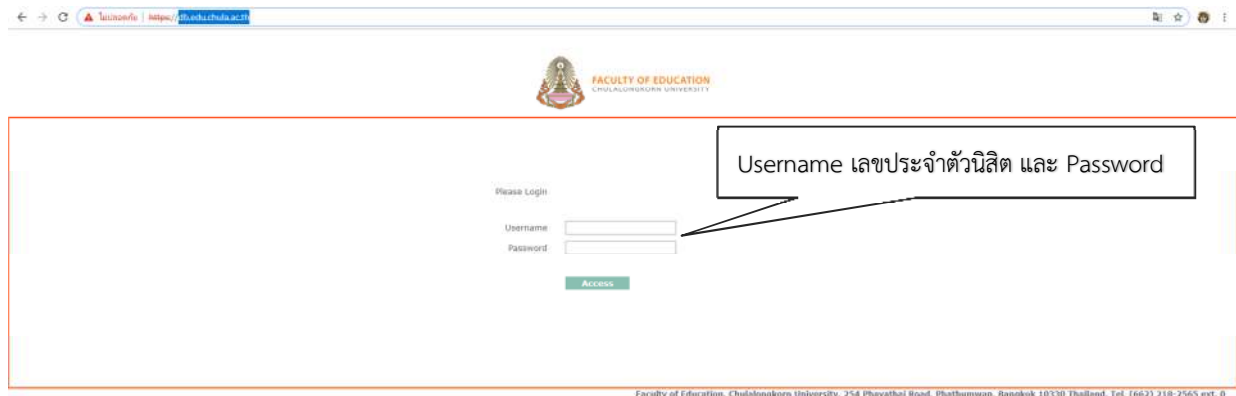 ไม่ปลอดภัย | https://db.edu.chula.ac.th
FACULTY OF EDUCATION
CHULALONGKORN UNIVERSITY
Username เลขประจำตัวนิสิต และ Password
Please Login
Username
Password
Access
Faculty of Education, Chulalongkorn University, 254 Phayathai Road, Phathumwan, Bangkok 10330 Thailand. Tel. (662) 218-2565 ext. 0